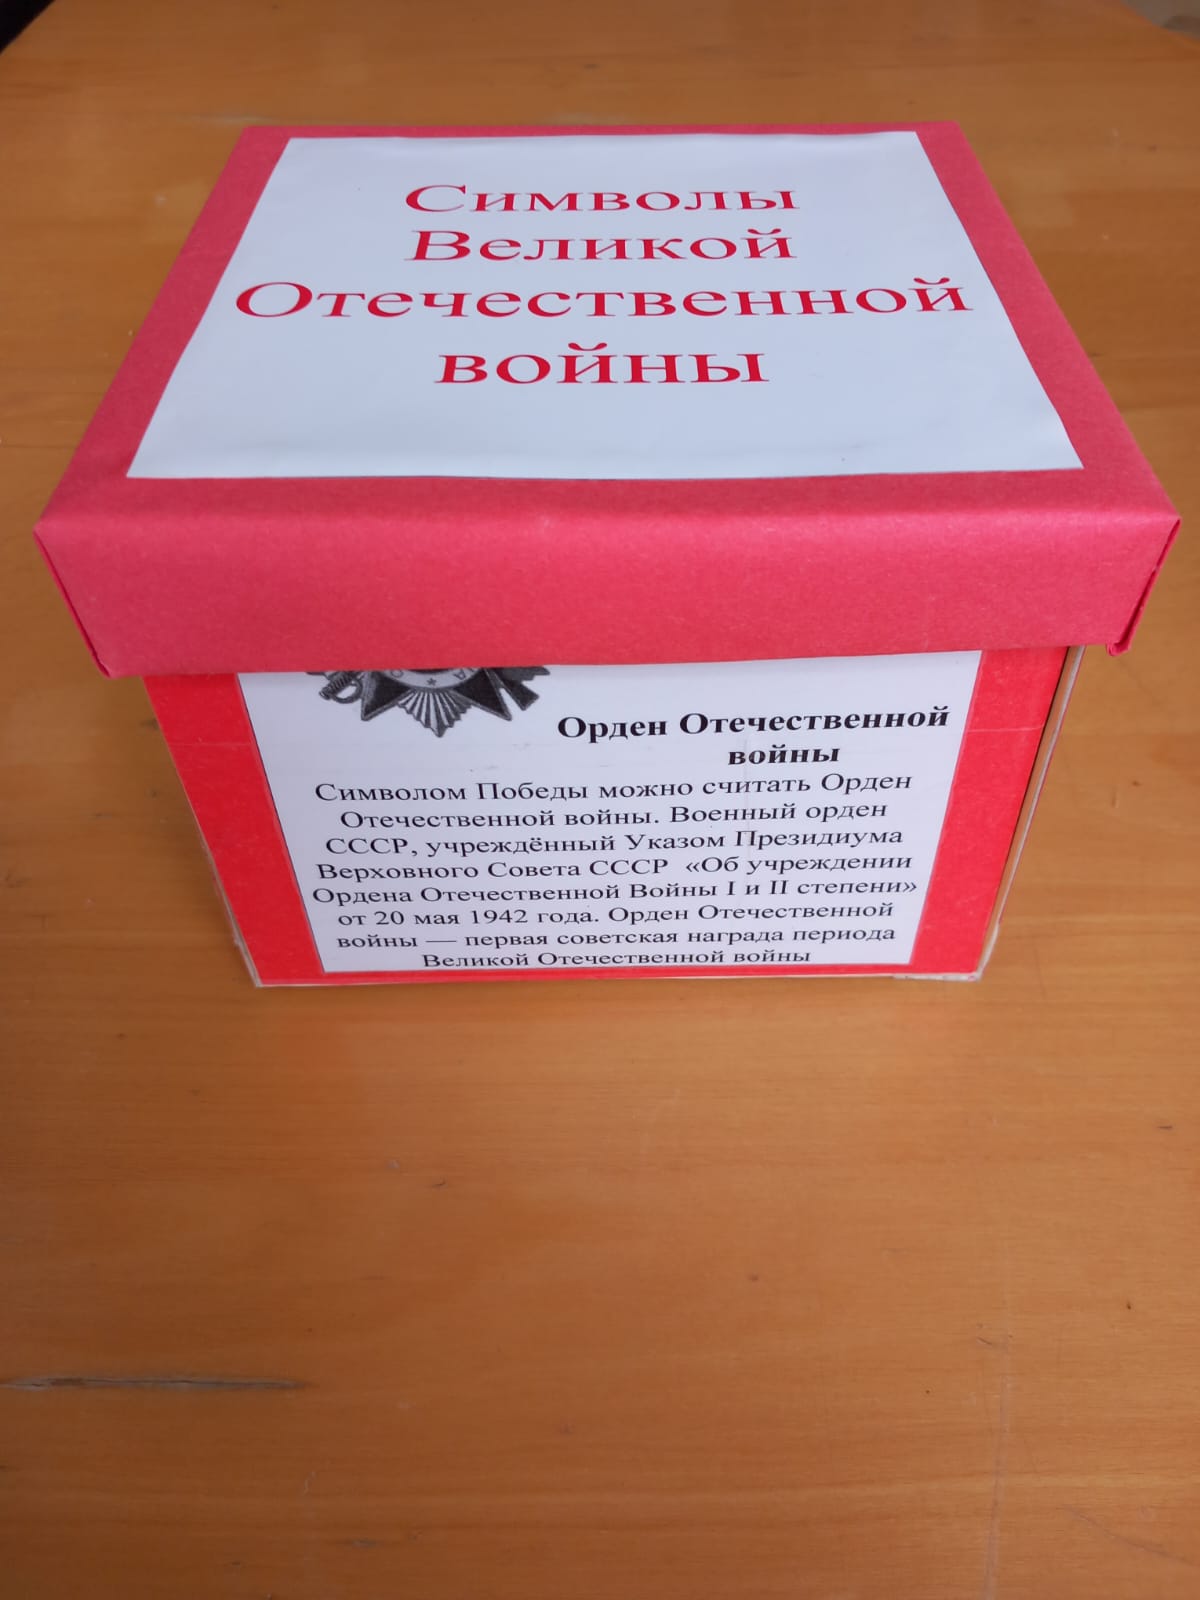 Символы
Великой
Отечественной
войны
Орден Отечественной
войны
Символом Победы можно считать Орден
Отечественной войны. Военный орден
СССР, учреждённый Указом Президиума
Верховного Совета СССР «Об учреждении
Ордена Отечественной Войны I и II степени»
от 20 мая 1942 года. Орден Отечественной
войны — первая советская награда периода
Великой Отечественной войны